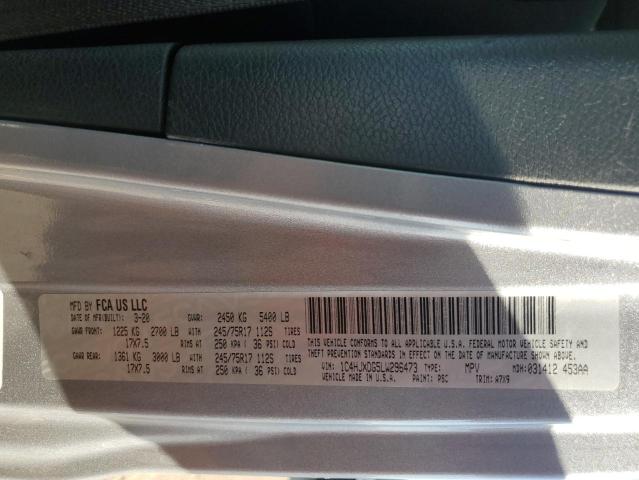 MFD BY FCA US LLC
DATE OF MFR(BUILT): 3-20 GVWR: 2450 KG 5400 LB
GAWR FRONT: 1225 KG 2700 LB WITH 245/75R17 112S TIRES
17X7.5 RIMS AT 250 KPA ( 36 PSI) COLD
GAWR REAR: 1361 KG 3000 LB WITH 245/75R17 112S TIRES
17X7.5 RIMS AT 250 KPA ( 36 PSI) COLD
THIS VEHICLE CONFORMS TO ALL APPLICABLE U.S.A. FEDERAL MOTOR VEHICLE SAFETY AND
THEFT PREVENTION STANDARDS IN EFFECT ON THE DATE OF MANUFACTURE SHOWN ABOVE.
VIN: 1C4HJXDG5LW296473 TYPE: MPV MDH: 031412 453AA
VEHICLE MADE IN U.S.A. PAINT: PSC TRIM: A7X9